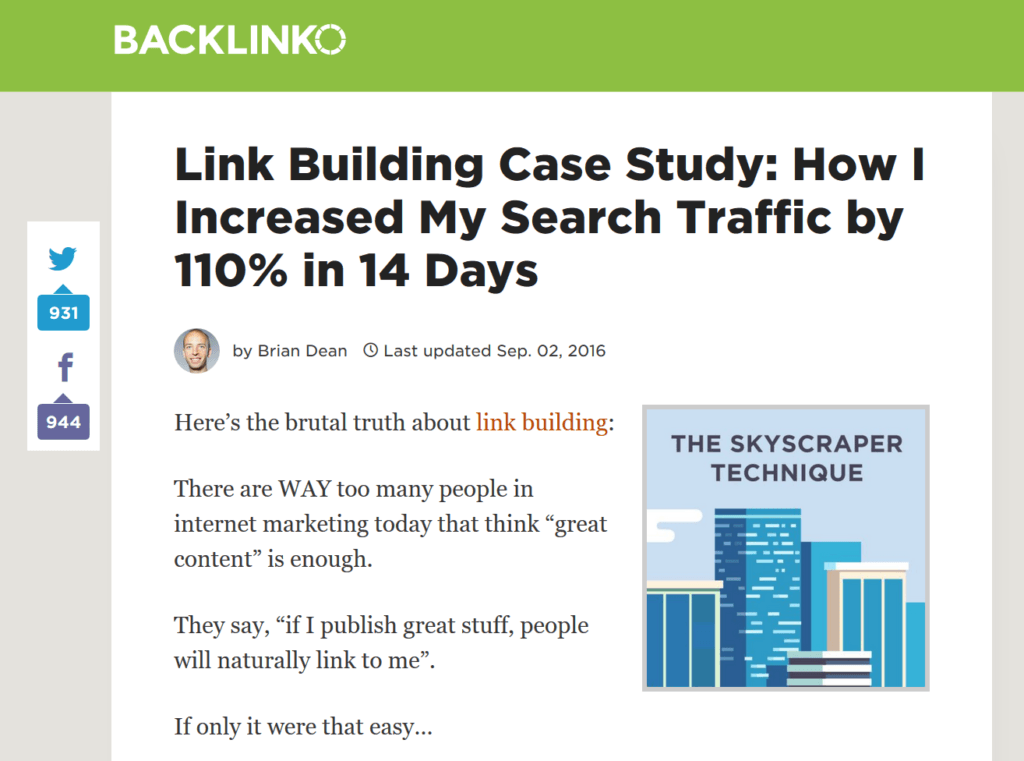 BACKLINKO
Link Building Case Study: How I
Increased My Search Traffic by
110% in 14 Days
931
944
by Brian Dean Last updated Sep. 02, 2016
Here’s the brutal truth about link building:
There are WAY too many people in
internet marketing today that think “great
content” is enough.
They say, “if I publish great stuff, people
will naturally link to me”.
If only it were that easy...
THE SKYSCRAPER
TECHNIQUE